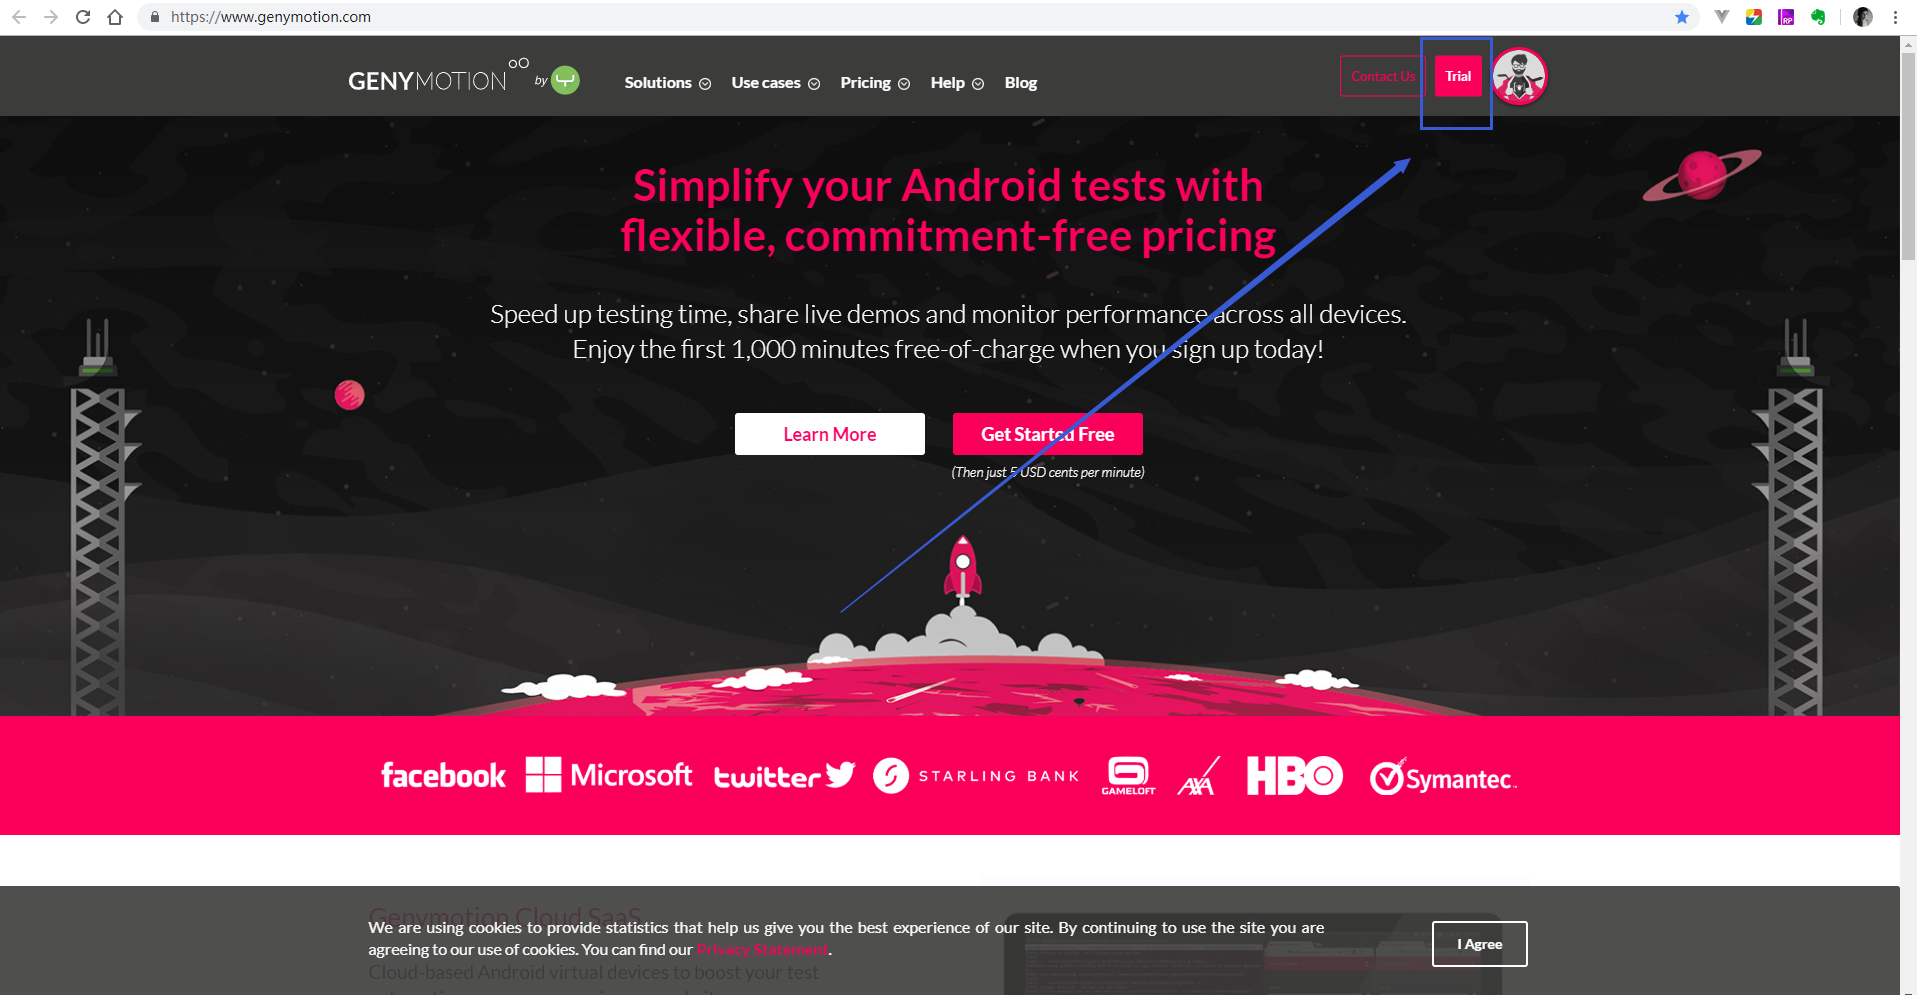 https://www.genymotion.com
RP
GENYMOTION by
Solutions Use cases Pricing Help Blog
Contact Us Trial
Simplify your Android tests with
flexible, commitment-free pricing
Speed up testing time, share live demos and monitor performance across all devices.
Enjoy the first 1,000 minutes free-of-charge when you sign up today!
Learn More Get Started Free
(Then just 5 USD cents per minute)
facebook Microsoft twitter STARLING BANK GAMELOFT AXA HBO Symantec.
Genymotion Cloud SaaS
We are using cookies to provide statistics that help us give you the best experience of our site. By continuing to use the site you are
agreeing to our use of cookies. You can find our Privacy Statement.
I Agree
Cloud-based Android virtual devices to boost your test